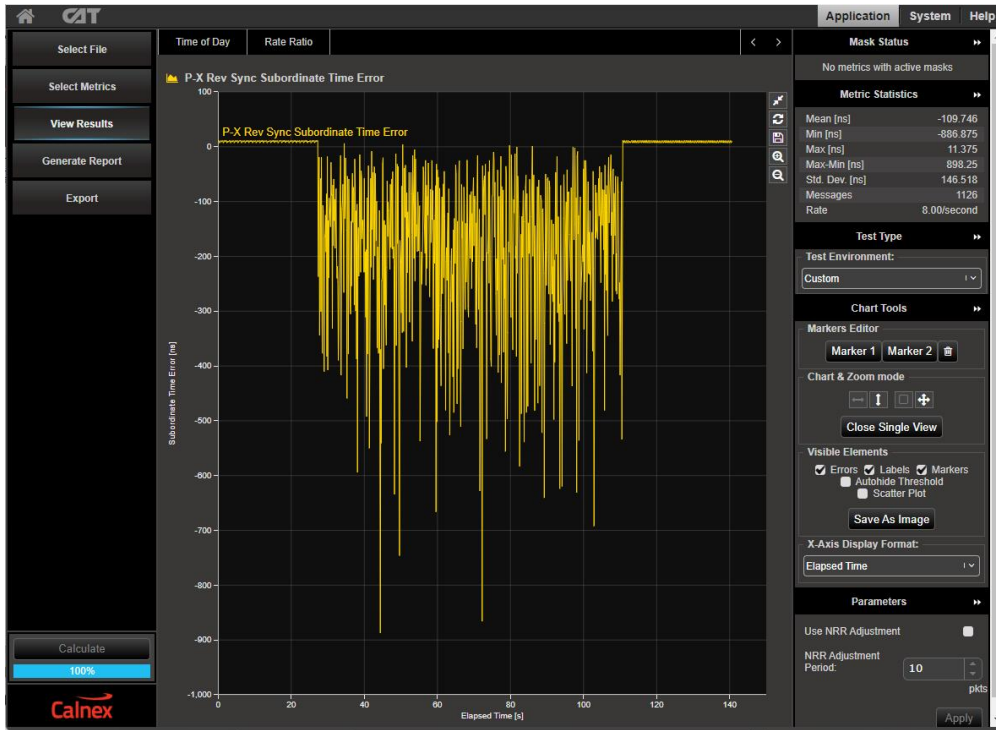 CAT
Application System Help
Select File
Select Metrics
View Results
Generate Report
Export
Calculate
100%
Calnex
Time of Day Rate Ratio < >
P-X Rev Sync Subordinate Time Error
P-X Rev Sync Subordinate Time Error
100
0
-100
-200
-300
-400
-500
-600
-700
-800
-900
-1,000
Subordinate Time Error [ns]
0 20 40 60 80 100 120 140
Elapsed Time [s]
Mask Status
No metrics with active masks
Metric Statistics
Mean [ns] -109.746
Min [ns] -886.875
Max [ns] 11.375
Max-Min [ns] 898.25
Std. Dev. [ns] 146.518
Messages 1126
Rate 8.00/second
Test Type
Test Environment:
Custom
Chart Tools
Markers Editor
Marker 1 Marker 2
Chart & Zoom mode
Close Single View
Visible Elements
Errors Labels Markers
Autohide Threshold
Scatter Plot
Save As Image
X-Axis Display Format:
Elapsed Time
Parameters
Use NRR Adjustment
NRR Adjustment
Period: 10
pkts
Apply